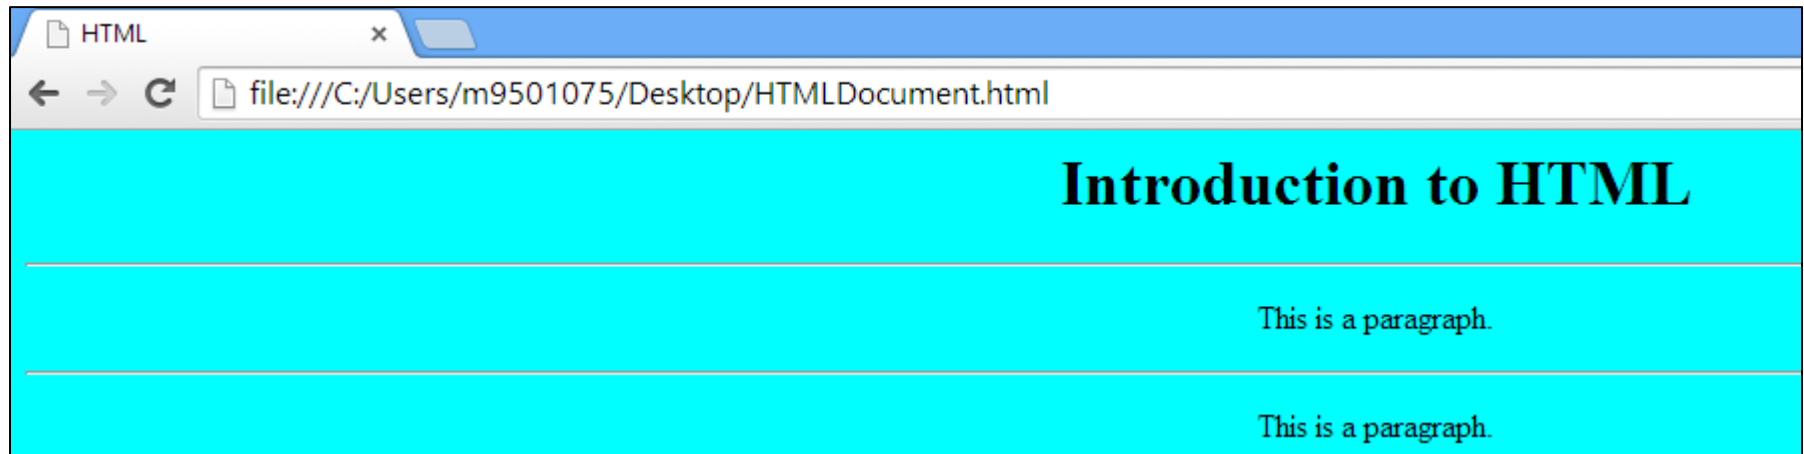 HTML
file:///C:/Users/m9501075/Desktop/HTMLDocument.html
Introduction to HTML
This is a paragraph.
This is a paragraph.